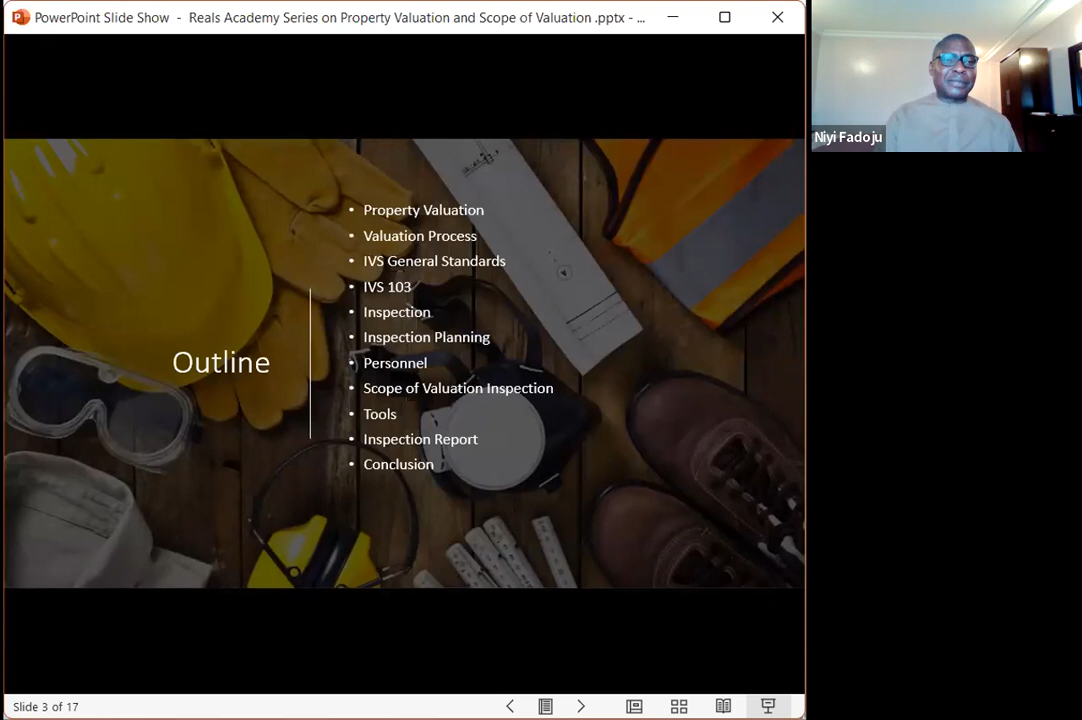 PowerPoint Slide Show - Reals Academy Series on Property Valuation and Scope of Valuation .pptx - ...
Niyi Fadoju
Outline
• Property Valuation
• Valuation Process
• IVS General Standards
• IVS 103
• Inspection
• Inspection Planning
• Personnel
• Scope of Valuation Inspection
• Tools
• Inspection Report
• Conclusion
Slide 3 of 17